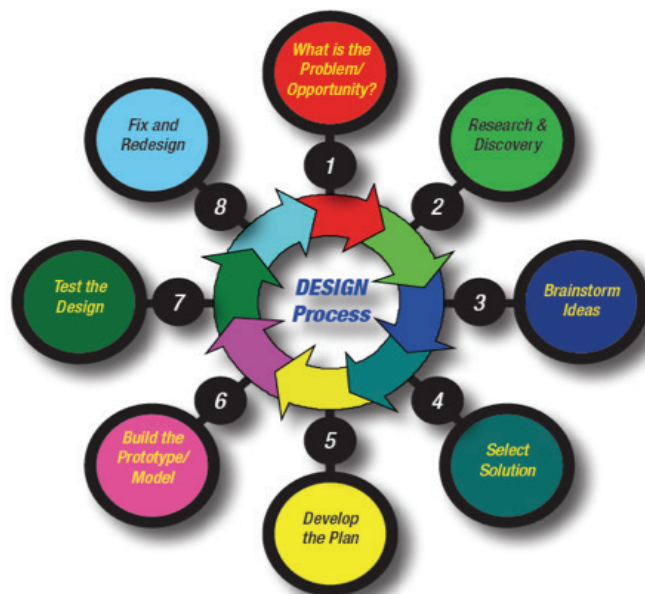 What is the
Problem/
Opportunity?
1
Research &
Discovery
2
Brainstorm
Ideas
3
Select
Solution
4
Develop
the Plan
5
Build the
Prototype/
Model
6
Test the
Design
7
Fix and
Redesign
8
DESIGN
Process